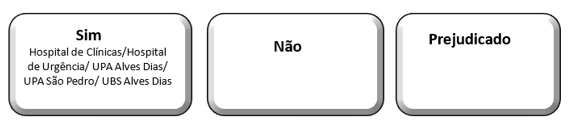 Sim
Hospital de Clínicas/Hospital
de Urgência/ UPA Alves Dias/
UPA São Pedro/ UBS Alves Dias
Não
Prejudicado